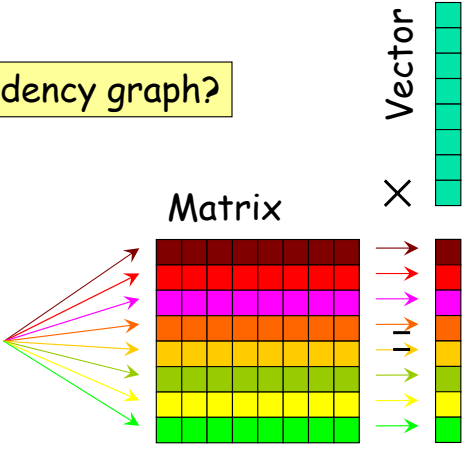 dency graph?
Vector
×
Matrix
=